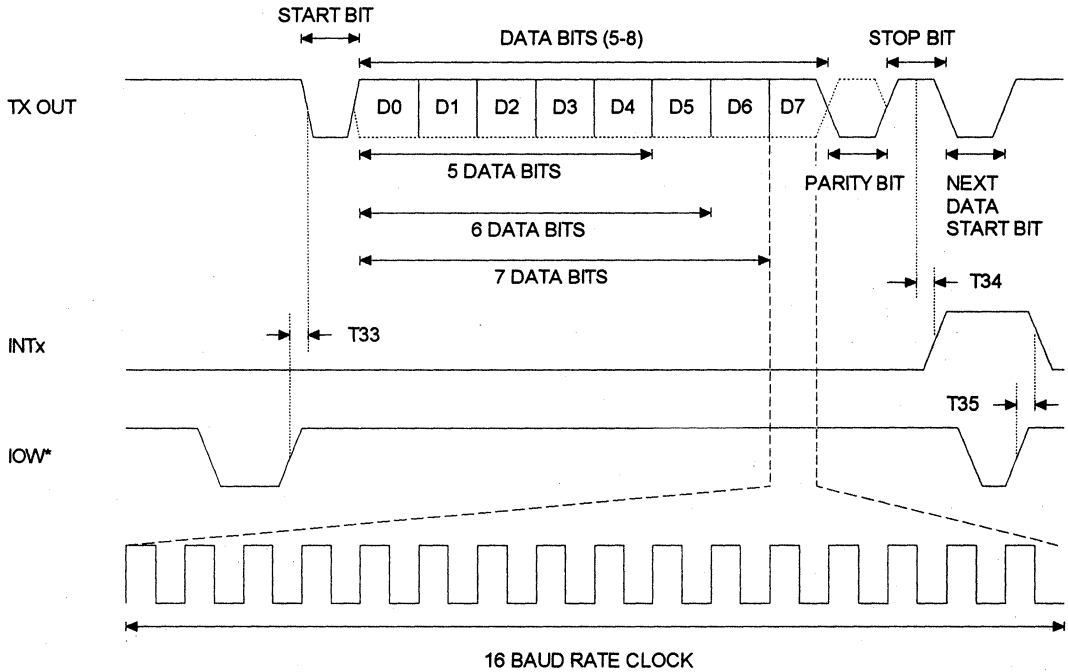 START BIT
DATA BITS (5-8)
STOP BIT
TX OUT
D0 D1 D2 D3 D4 D5 D6 D7
5 DATA BITS
PARITY BIT
NEXT
DATA
START BIT
6 DATA BITS
7 DATA BITS
T34
T33
INTx
T35
IOW*
16 BAUD RATE CLOCK